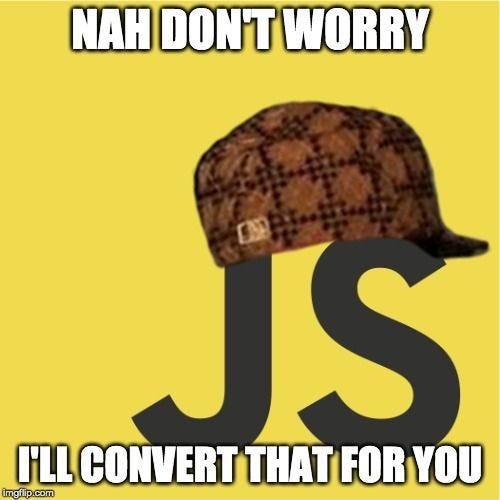 NAH DON'T WORRY
JS
I'LL CONVERT THAT FOR YOU
imgflip.com